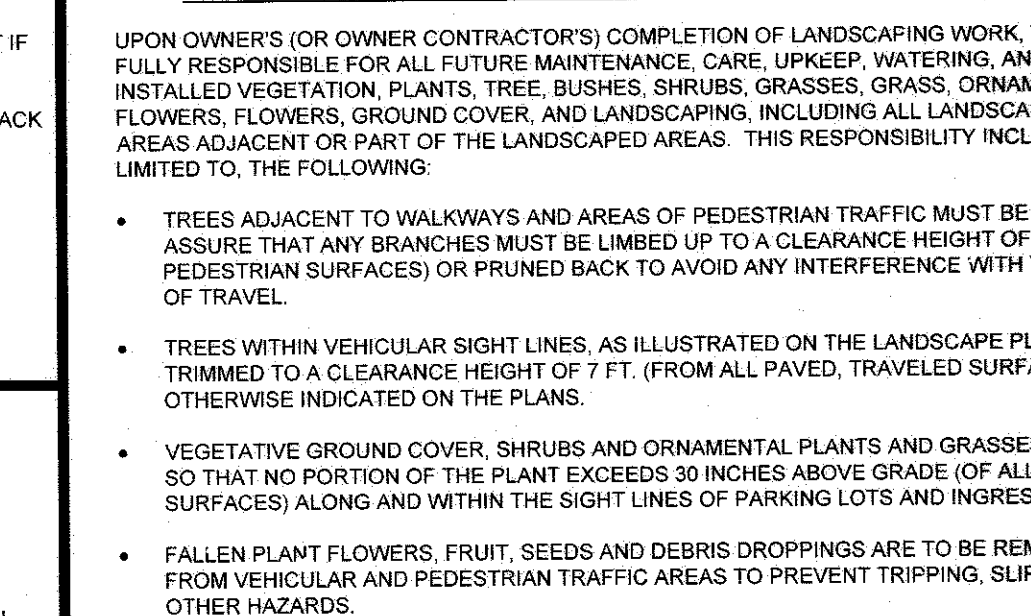 IF
ACK
UPON OWNER'S (OR OWNER CONTRACTOR'S) COMPLETION OF LANDSCAPING WORK,
FULLY RESPONSIBLE FOR ALL FUTURE MAINTENANCE, CARE, UPKEEP, WATERING, AN
INSTALLED VEGETATION, PLANTS, TREE, BUSHES, SHRUBS, GRASSES, GRASS, ORNAM
FLOWERS, FLOWERS, GROUND COVER, AND LANDSCAPING, INCLUDING ALL LANDSCA
AREAS ADJACENT OR PART OF THE LANDSCAPED AREAS. THIS RESPONSIBILITY INCL
LIMITED TO, THE FOLLOWING:
• TREES ADJACENT TO WALKWAYS AND AREAS OF PEDESTRIAN TRAFFIC MUST BE
ASSURE THAT ANY BRANCHES MUST BE LIMBED UP TO A CLEARANCE HEIGHT OF
PEDESTRIAN SURFACES) OR PRUNED BACK TO AVOID ANY INTERFERENCE WITH
OF TRAVEL.
• TREES WITHIN VEHICULAR SIGHT LINES, AS ILLUSTRATED ON THE LANDSCAPE PL
TRIMMED TO A CLEARANCE HEIGHT OF 7 FT. (FROM ALL PAVED, TRAVELED SURFA
OTHERWISE INDICATED ON THE PLANS.
• VEGETATIVE GROUND COVER, SHRUBS AND ORNAMENTAL PLANTS AND GRASSE
SO THAT NO PORTION OF THE PLANT EXCEEDS 30 INCHES ABOVE GRADE (OF ALL
SURFACES) ALONG AND WITHIN THE SIGHT LINES OF PARKING LOTS AND INGRES
• FALLEN PLANT FLOWERS, FRUIT, SEEDS AND DEBRIS DROPPINGS ARE TO BE REM
FROM VEHICULAR AND PEDESTRIAN TRAFFIC AREAS TO PREVENT TRIPPING, SLIP
OTHER HAZARDS.